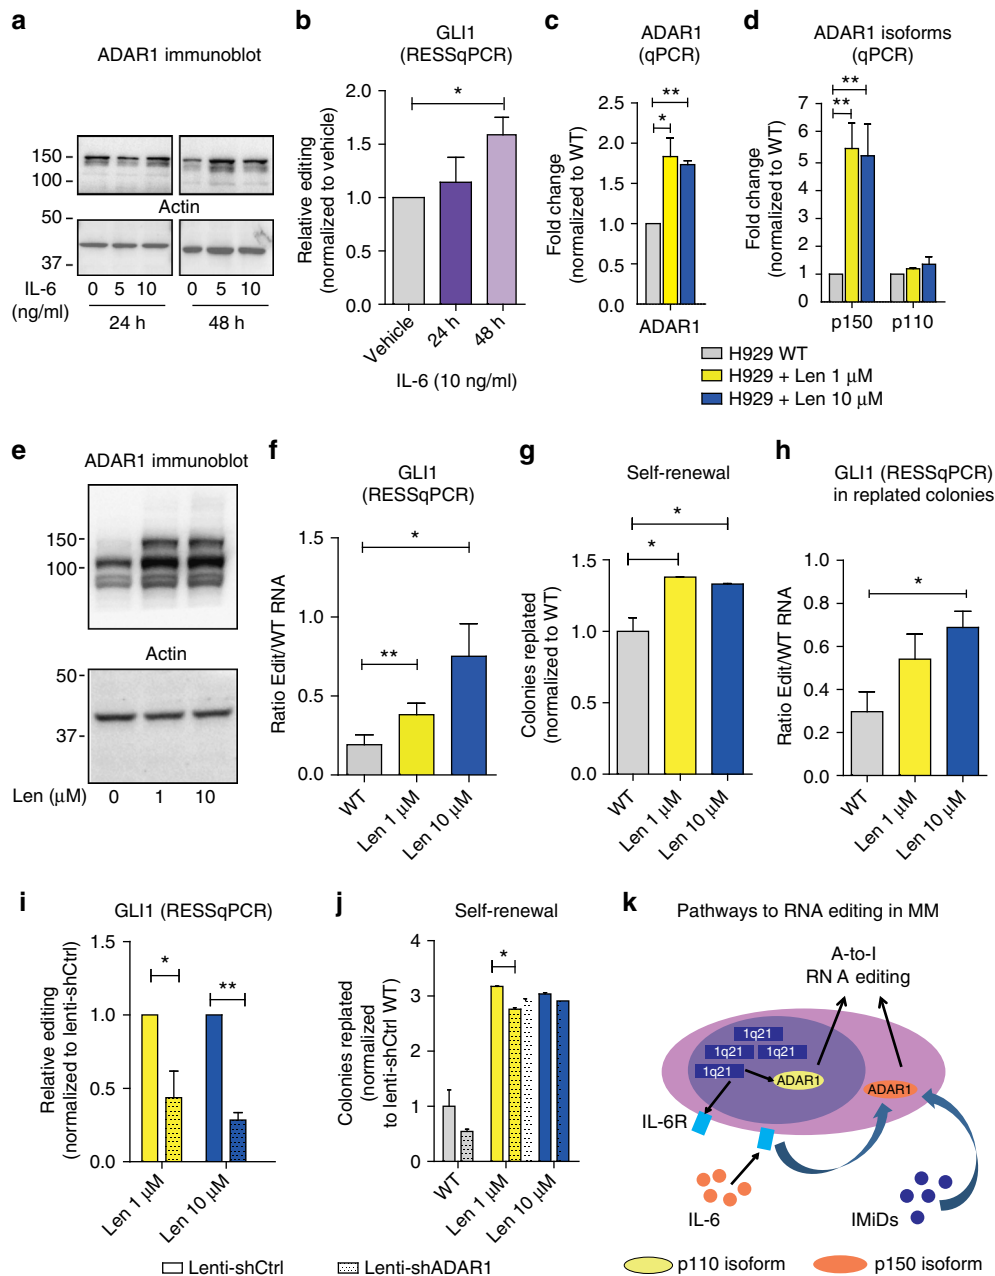 a
ADAR1 immunoblot
150
100
Actin
50
37
IL-6
(ng/ml)
0 5 10 0 5 10
24 h 48 h
b
GLI1
(RESSqPCR)
Relative editing
(normalized to vehicle)
2.0
1.5
1.0
0.5
0.0
*
Vehicle
24 h
48 h
IL-6 (10 ng/ml)
c
ADAR1
(qPCR)
Fold change
(normalized to WT)
2.5
2.0
1.5
1.0
0.5
0.0
**
*
ADAR1
d
ADAR1 isoforms
(qPCR)
Fold change
(normalized to WT)
7
6
5
4
3
2
1
0
**
**
p150 p110
H929 WT
H929 + Len 1 μM
H929 + Len 10 μM
e
ADAR1 immunoblot
150
100
Actin
50
37
Len (μM) 0 1 10
f
GLI1
(RESSqPCR)
Ratio Edit/WT RNA
1.5
1.0
0.5
0.0
*
**
WT
Len 1 μM
Len 10 μM
g
Self-renewal
Colonies replated
(normalized to WT)
1.5
1.0
0.5
0.0
*
*
WT
Len 1 μM
Len 10 μM
h
GLI1 (RESSqPCR)
in replated colonies
Ratio Edit/WT RNA
1.0
0.8
0.6
0.4
0.2
0.0
*
WT
Len 1 μM
Len 10 μM
i
GLI1 (RESSqPCR)
Relative editing
(normalized to lenti-shCtrl)
1.5
1.0
0.5
0.0
*
**
Len 1 μM
Len 10 μM
j
Self-renewal
Colonies replated
(normalized
to lenti-shCtrl WT)
4
3
2
1
0
*
WT
Len 1 μM
Len 10 μM
Lenti-shCtrl
Lenti-shADAR1
k
Pathways to RNA editing in MM
A-to-I
RN A editing
1q21
1q21 1q21
1q21
ADAR1
ADAR1
IL-6R
IL-6
IMiDs
p110 isoform
p150 isoform